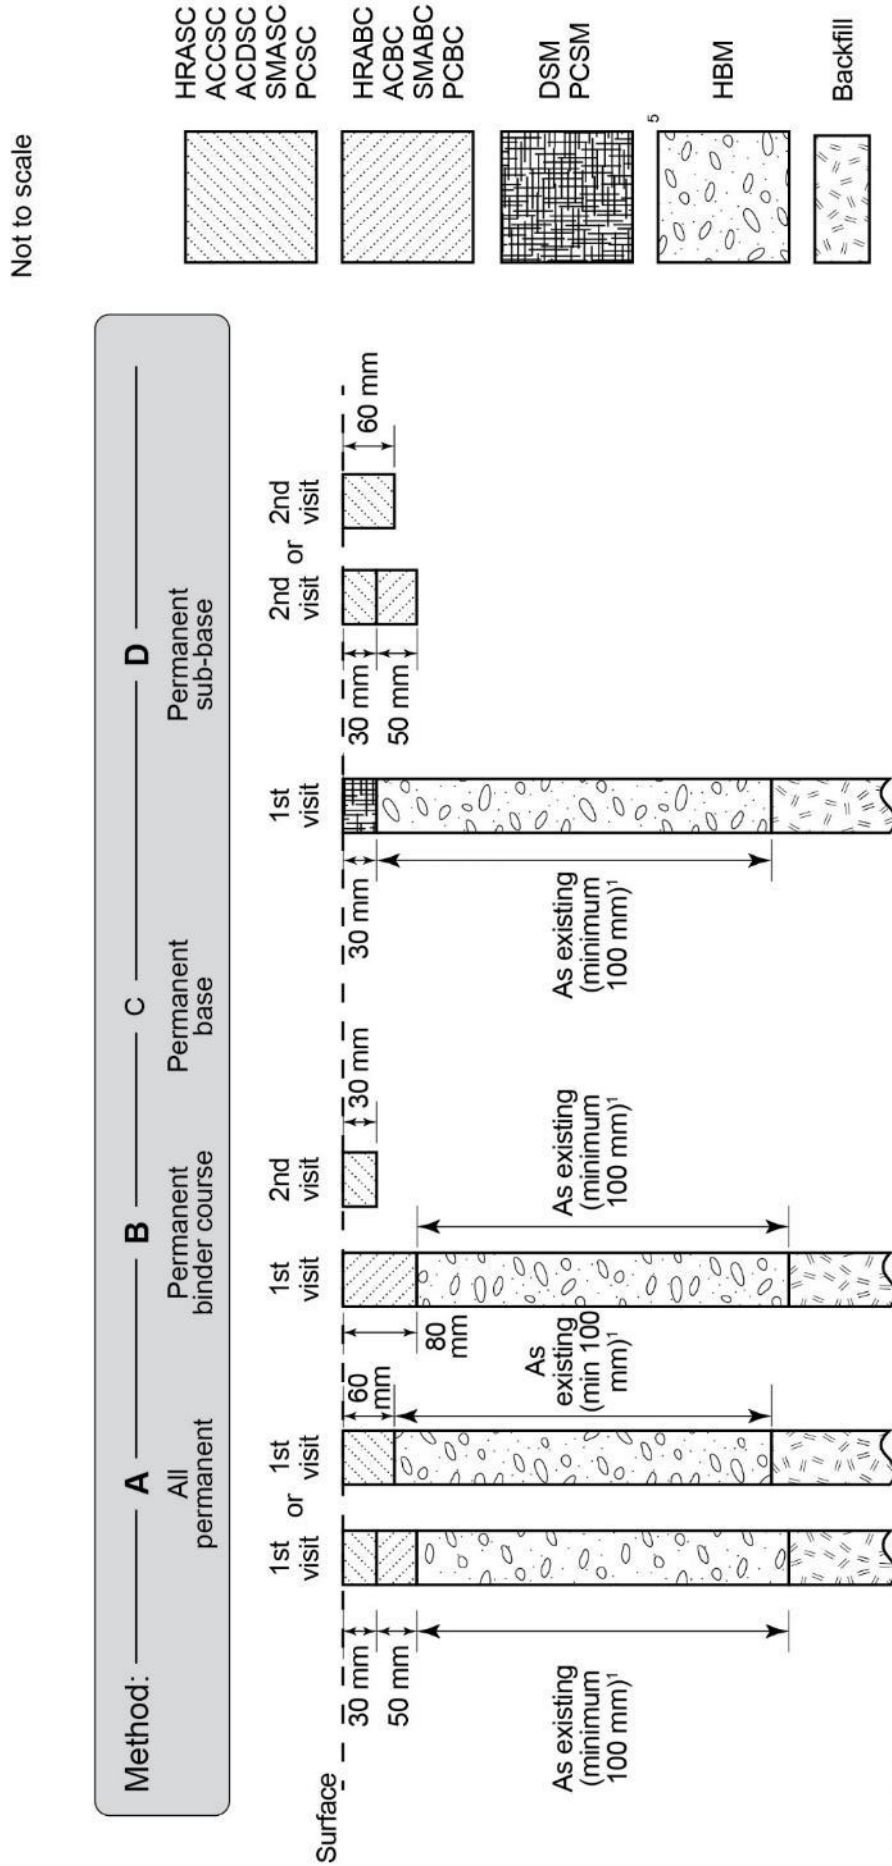 Not to scale
Method:
A
B
C
D
All
permanent
Permanent
binder course
Permanent
base
Permanent
sub-base
Surface
1st
visit
or
1st
visit
1st
visit
2nd
visit
1st
visit
2nd
visit
or
2nd
visit
30 mm
50 mm
As existing
(minimum
100 mm)¹
60
mm
As
existing
(min 100
mm)¹
80
mm
30 mm
As existing
(minimum
100 mm)¹
30 mm
As existing
(minimum
100 mm)¹
30 mm
50 mm
60 mm
HRASC
ACCSC
ACDSC
SMASC
PCSC
HRABC
ACBC
SMABC
PCBC
DSM
PCSM
5
HBM
Backfill